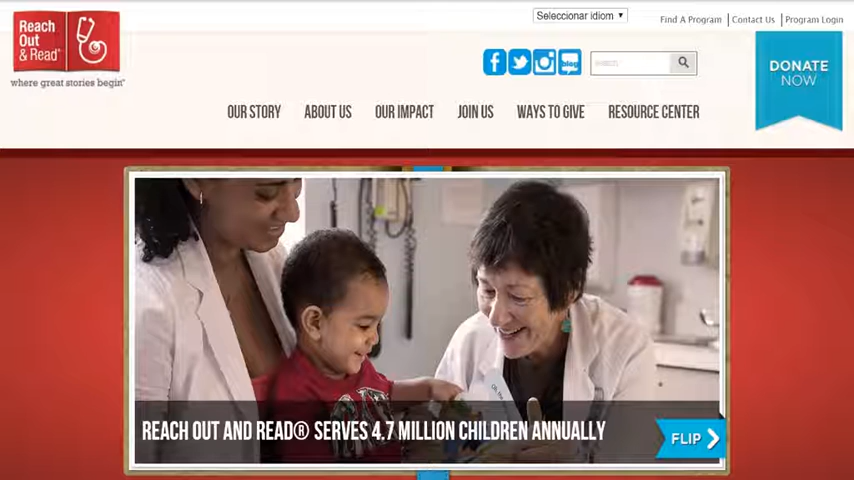 Reach
Out
& Read®
where great stories begin®
Seleccionar idiom
Find A Program
Contact Us
Program Login
blog
DONATE
NOW
OUR STORY
ABOUT US
OUR IMPACT
JOIN US
WAYS TO GIVE
RESOURCE CENTER
REACH OUT AND READ® SERVES 4.7 MILLION CHILDREN ANNUALLY
FLIP